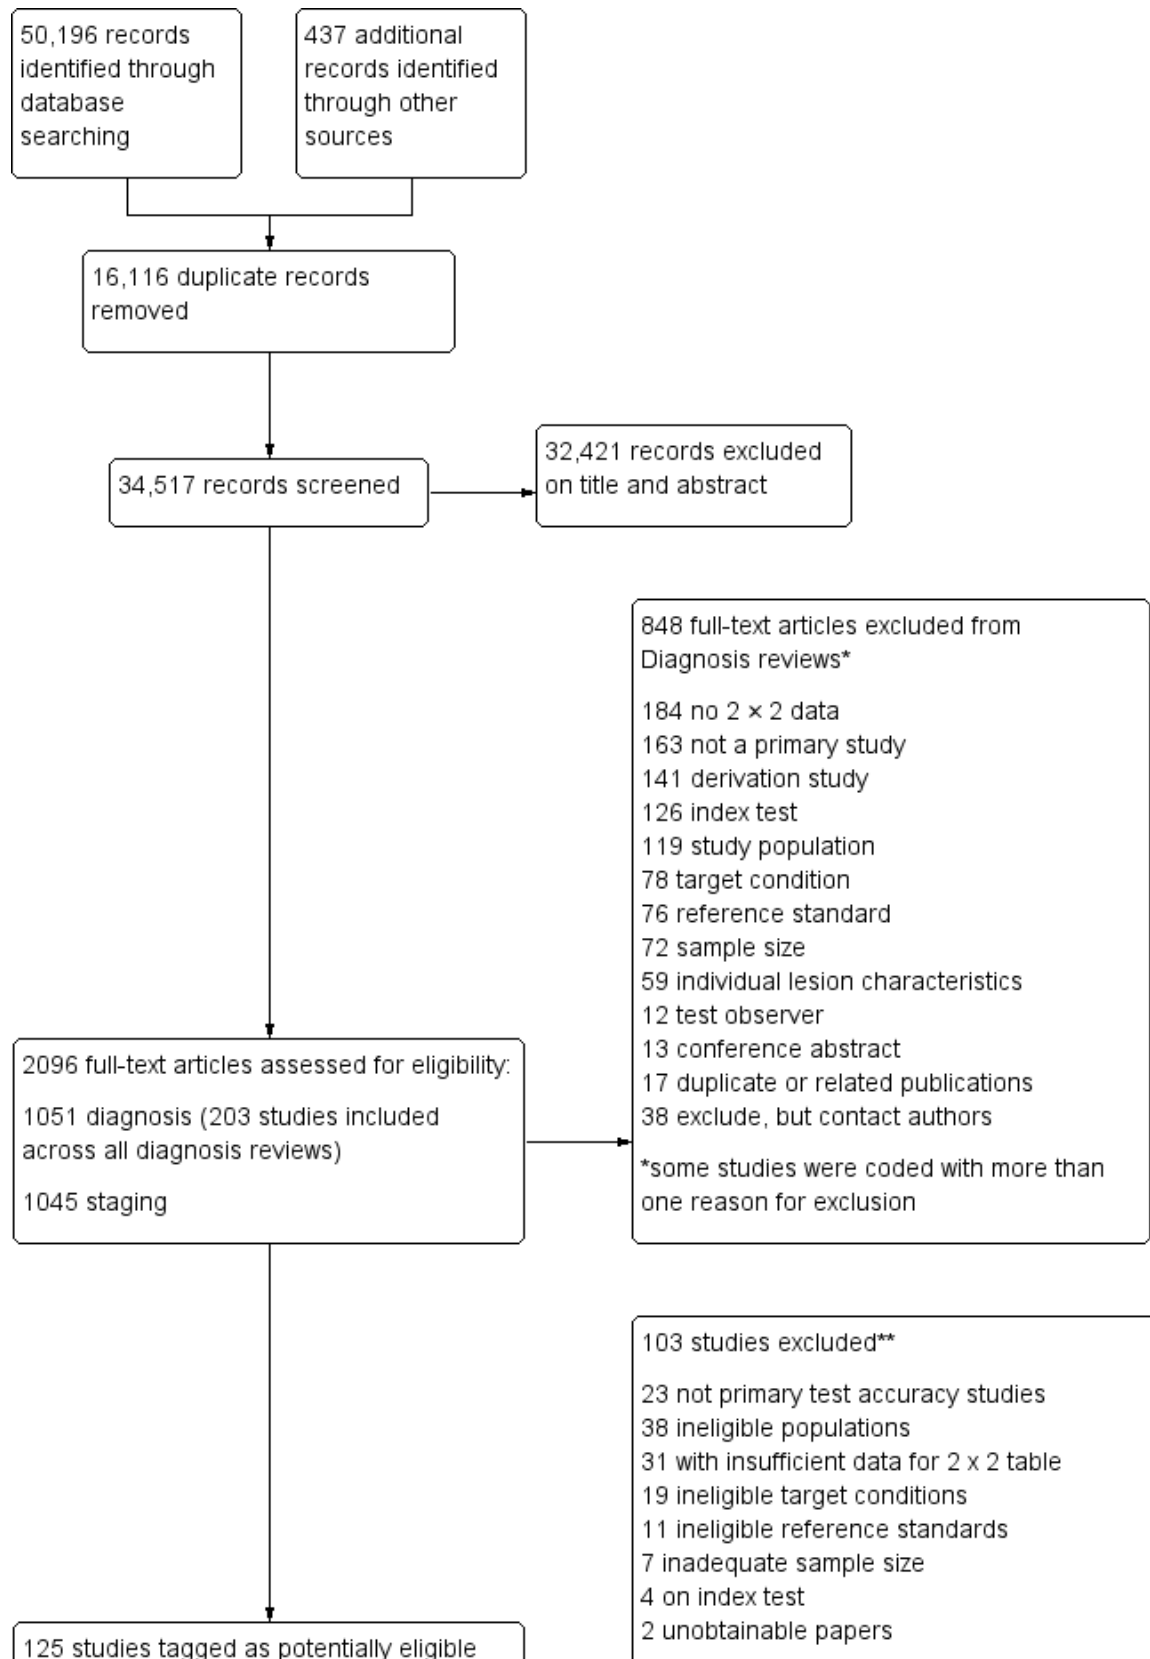 50,196 records
identified through
database
searching
437 additional
records identified
through other
sources
16,116 duplicate records
removed
34,517 records screened
32,421 records excluded
on title and abstract
848 full-text articles excluded from
Diagnosis reviews*
184 no 2 × 2 data
163 not a primary study
141 derivation study
126 index test
119 study population
78 target condition
76 reference standard
72 sample size
59 individual lesion characteristics
12 test observer
13 conference abstract
17 duplicate or related publications
38 exclude, but contact authors
*some studies were coded with more than
one reason for exclusion
2096 full-text articles assessed for eligibility:
1051 diagnosis (203 studies included
across all diagnosis reviews)
1045 staging
103 studies excluded**
23 not primary test accuracy studies
38 ineligible populations
31 with insufficient data for 2 x 2 table
19 ineligible target conditions
11 ineligible reference standards
7 inadequate sample size
4 on index test
2 unobtainable papers
125 studies tagged as potentially eligible